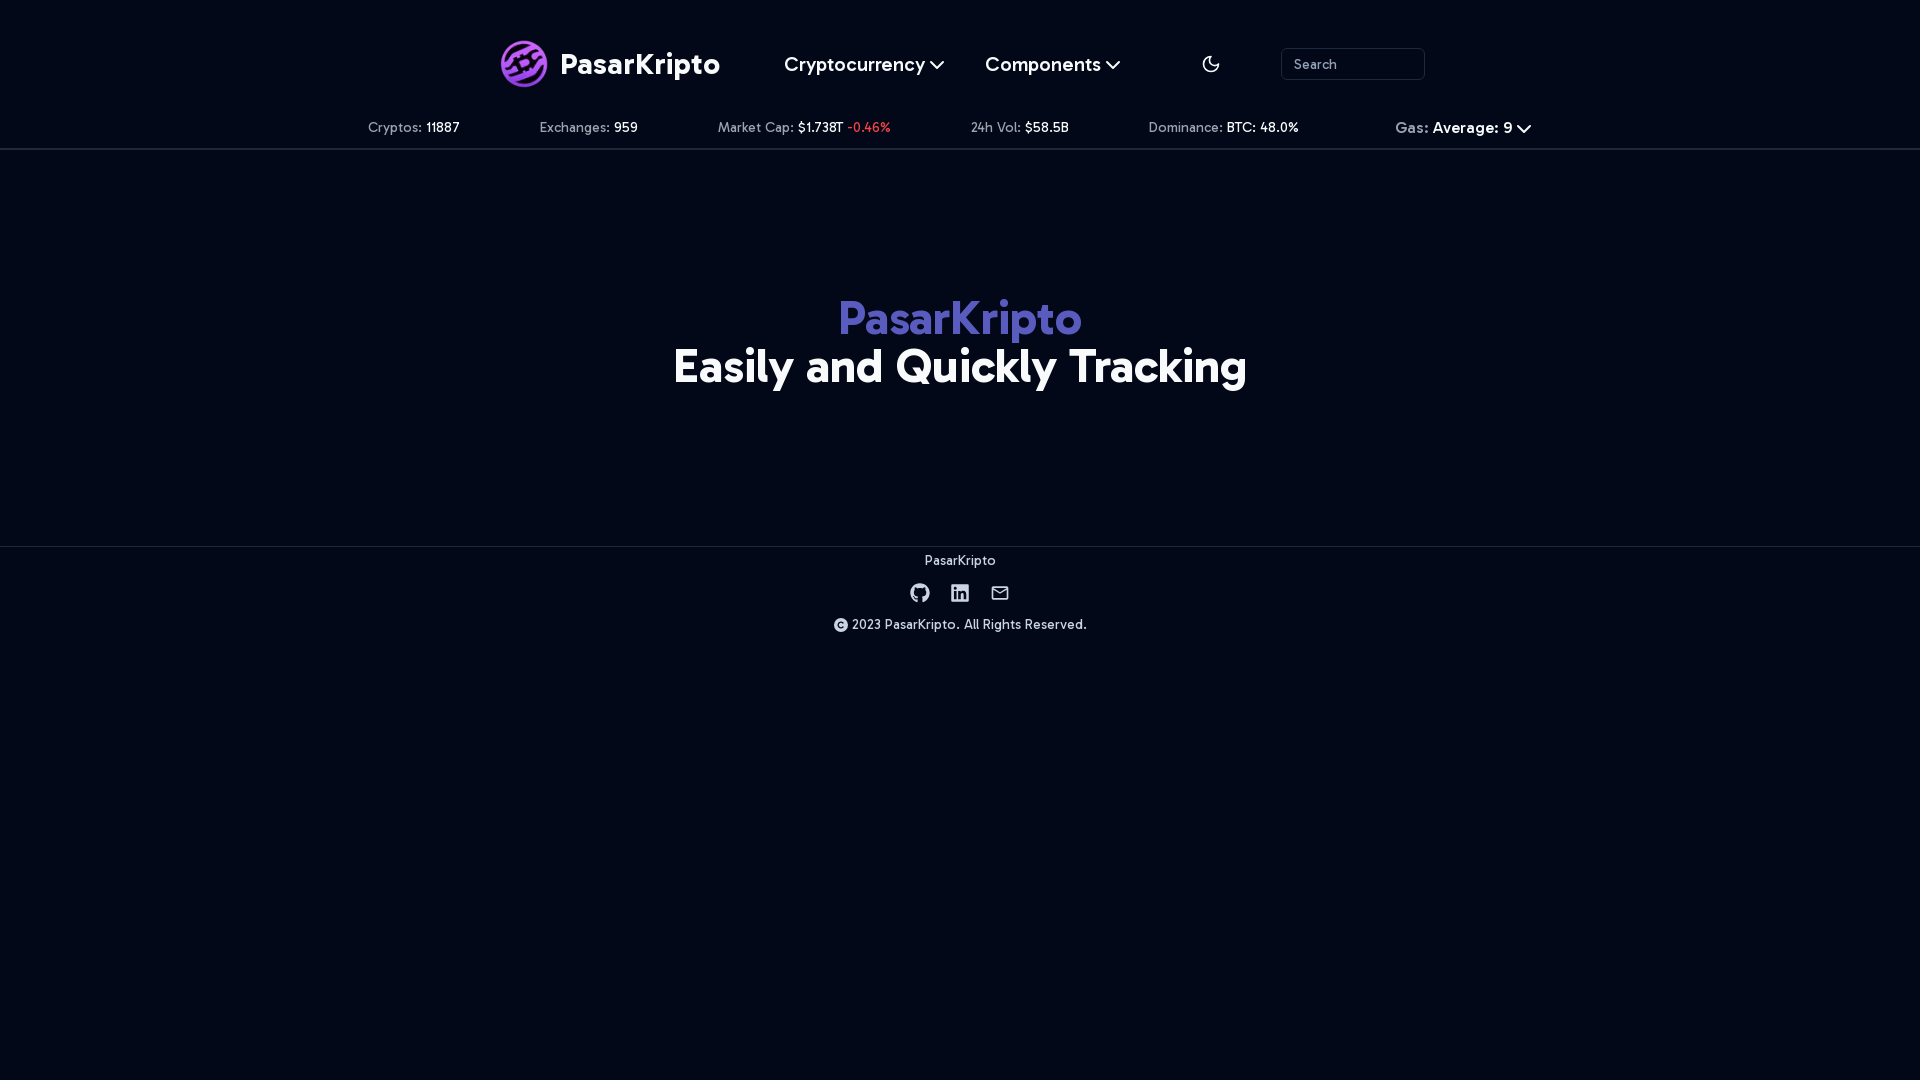 PasarKripto
Cryptocurrency
Components
Search
Cryptos: 11887
Exchanges: 959
Market Cap: $1.738T -0.46%
24h Vol: $58.5B
Dominance: BTC: 48.0%
Gas: Average: 9
PasarKripto
Easily and Quickly Tracking
PasarKripto
© 2023 PasarKripto. All Rights Reserved.